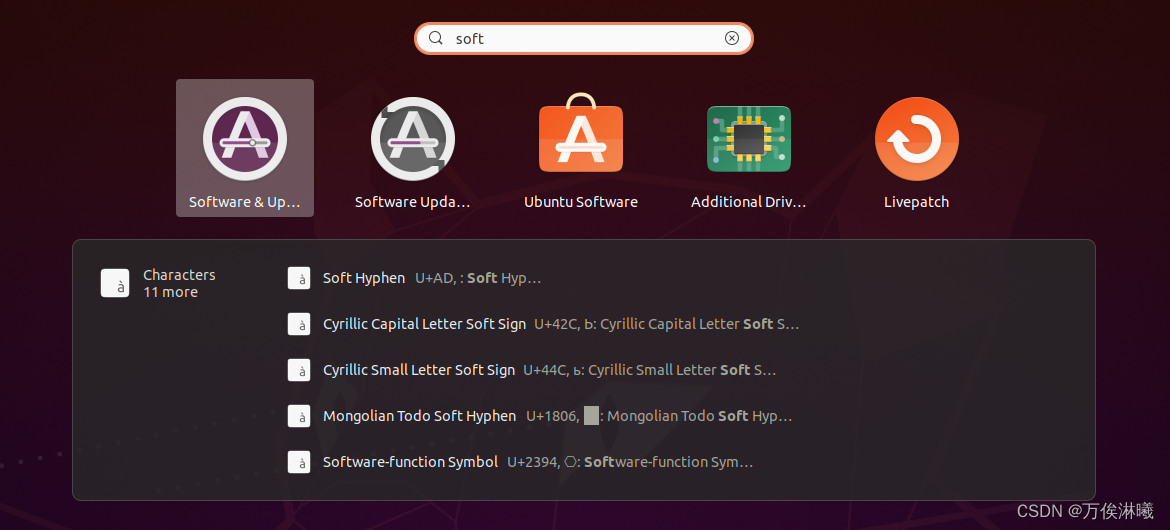 soft
Software & Up...
Software Upda...
Ubuntu Software
Additional Driv...
Livepatch
Characters
11 more
Soft Hyphen U+AD, : Soft Hyp...
Cyrillic Capital Letter Soft Sign U+42C, Ь: Cyrillic Capital Letter Soft S...
Cyrillic Small Letter Soft Sign U+44C, ь: Cyrillic Small Letter Soft S...
Mongolian Todo Soft Hyphen U+1806, : Mongolian Todo Soft Hyp...
Software-function Symbol U+2394, ⎔: Software-function Sym...
CSDN @万俟淋曦